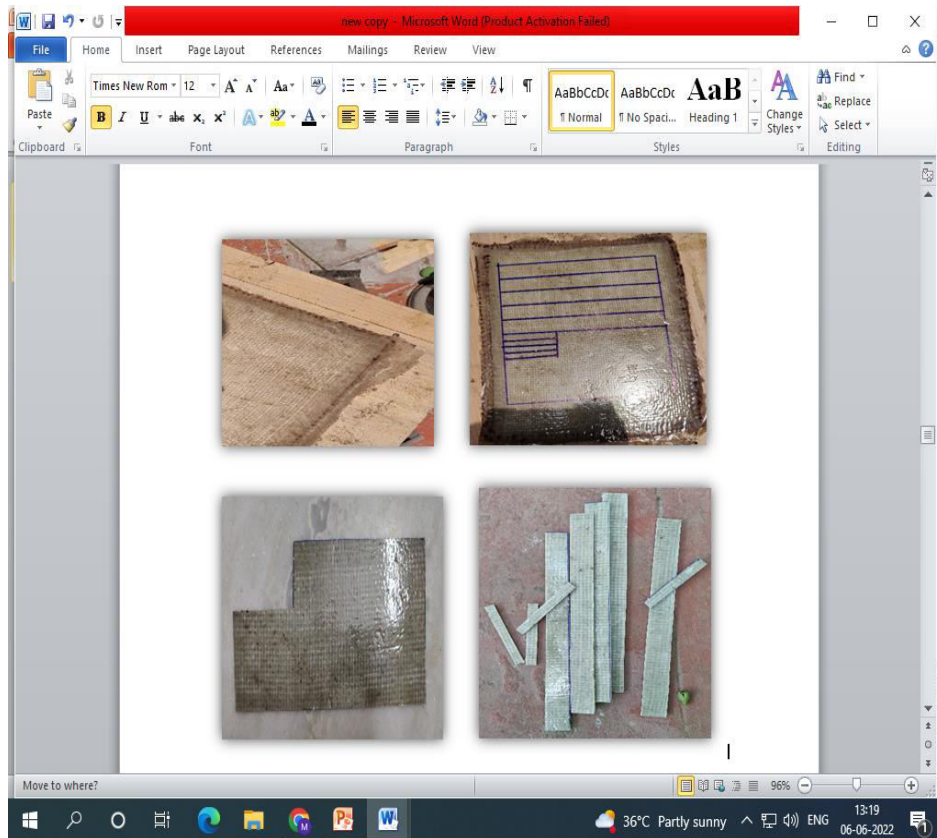 new copy - Microsoft Word (Product Activation Failed)
File Home Insert Page Layout References Mailings Review View
Paste
Times New Rom 12
Aa
B I U abc
AaBbCcDc AaBbCcDc AaB
¶ Normal ¶ No Spaci... Heading 1
Change Styles
Find
Replace
Select
Clipboard Font Paragraph Styles Editing
Move to where?
96%
36°C Partly sunny ENG
13:19
06-06-2022